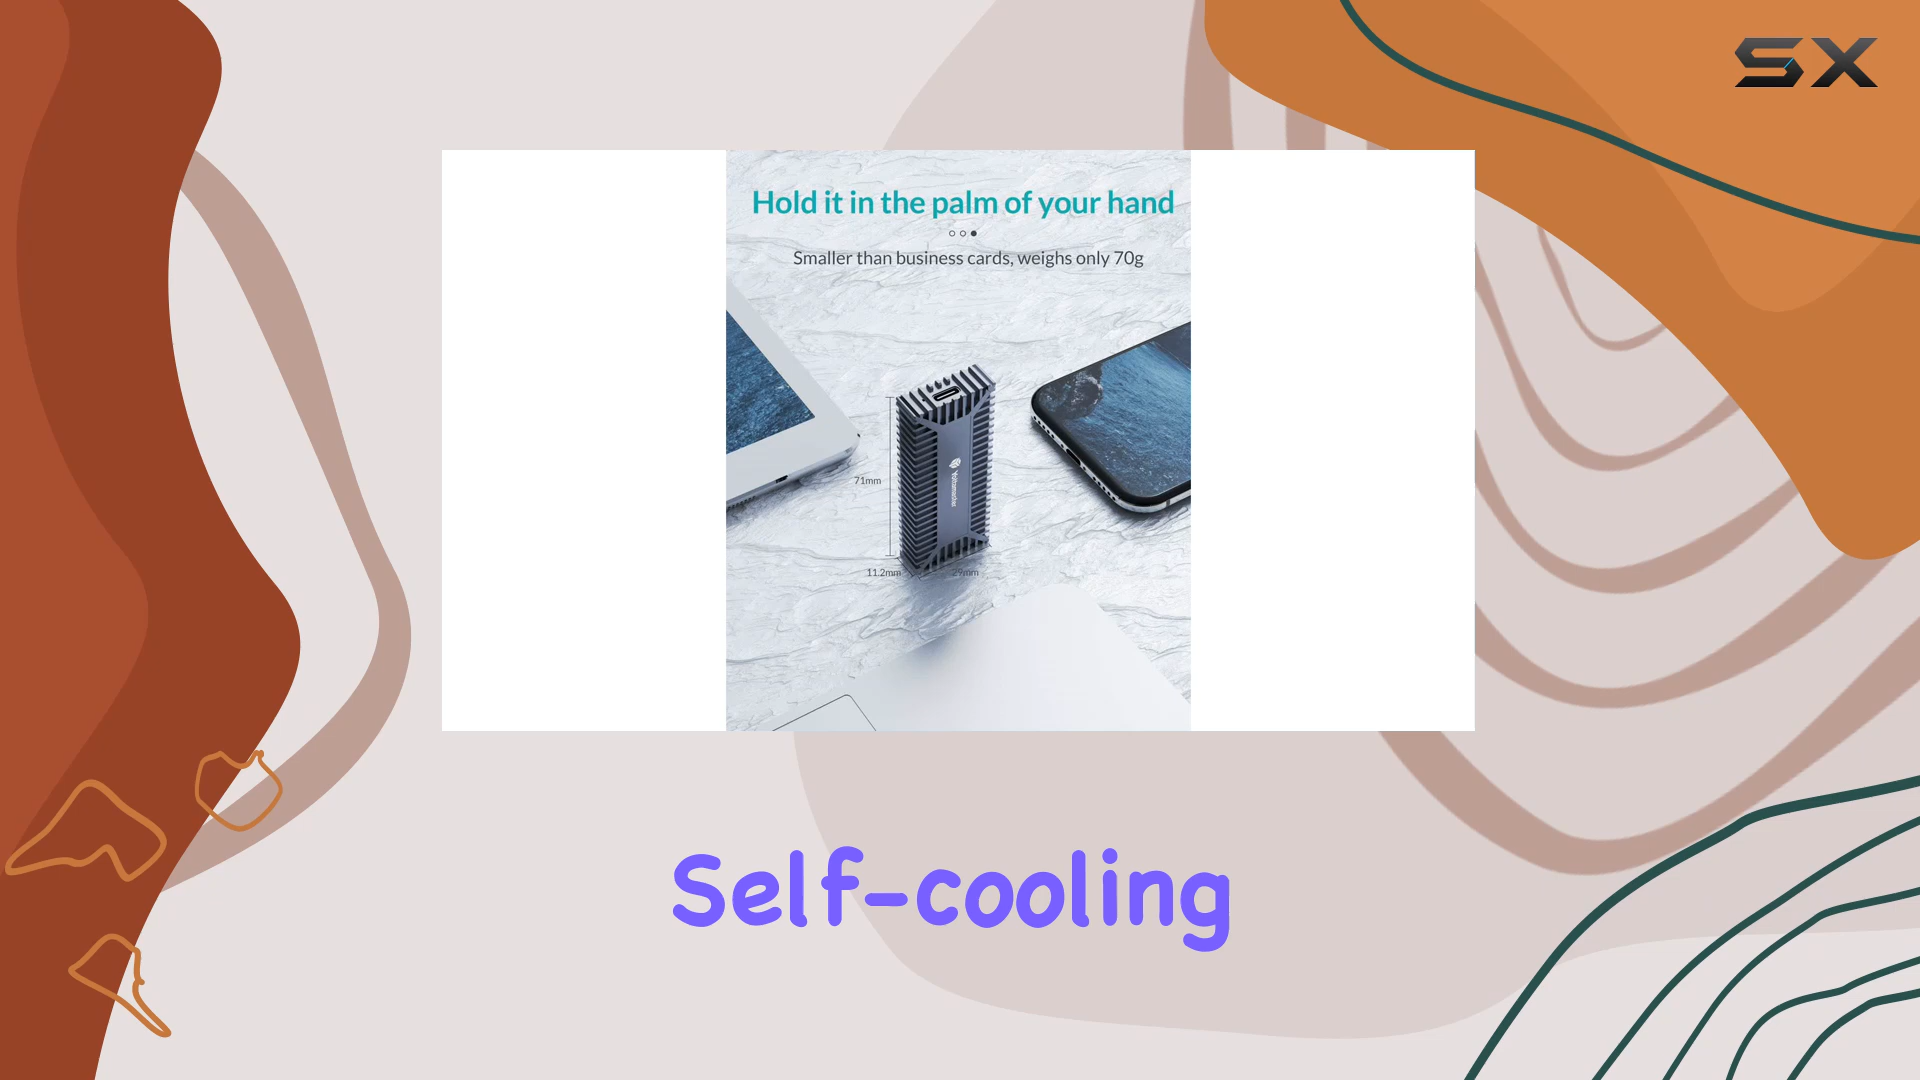 SX
Hold it in the palm of your hand
Smaller than business cards, weighs only 70g
Yottamaster
71mm
11.2mm
29mm
Self-cooling